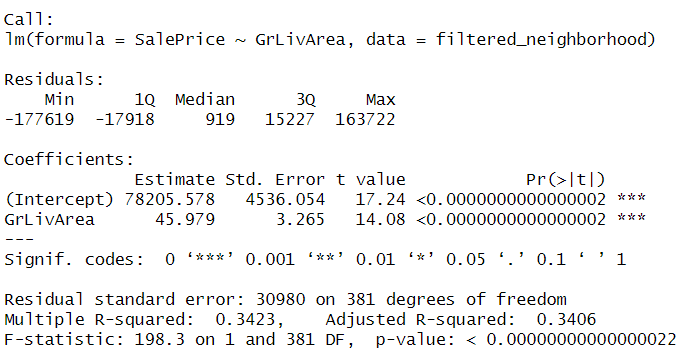 Call:
lm(formula = SalePrice ~ GrLivArea, data = filtered_neighborhood)
Residuals:
Min 1Q Median 3Q Max
-177619 -17918 919 15227 163722
Coefficients:
Estimate Std. Error t value Pr(>|t|)
(Intercept) 78205.578 4536.054 17.24 <0.0000000000000002 ***
GrLivArea 45.979 3.265 14.08 <0.0000000000000002 ***
---
Signif. codes: 0 ‘***’ 0.001 ‘**’ 0.01 ‘*’ 0.05 ‘.’ 0.1 ‘ ’ 1
Residual standard error: 30980 on 381 degrees of freedom
Multiple R-squared: 0.3423, Adjusted R-squared: 0.3406
F-statistic: 198.3 on 1 and 381 DF, p-value: < 0.00000000000000022